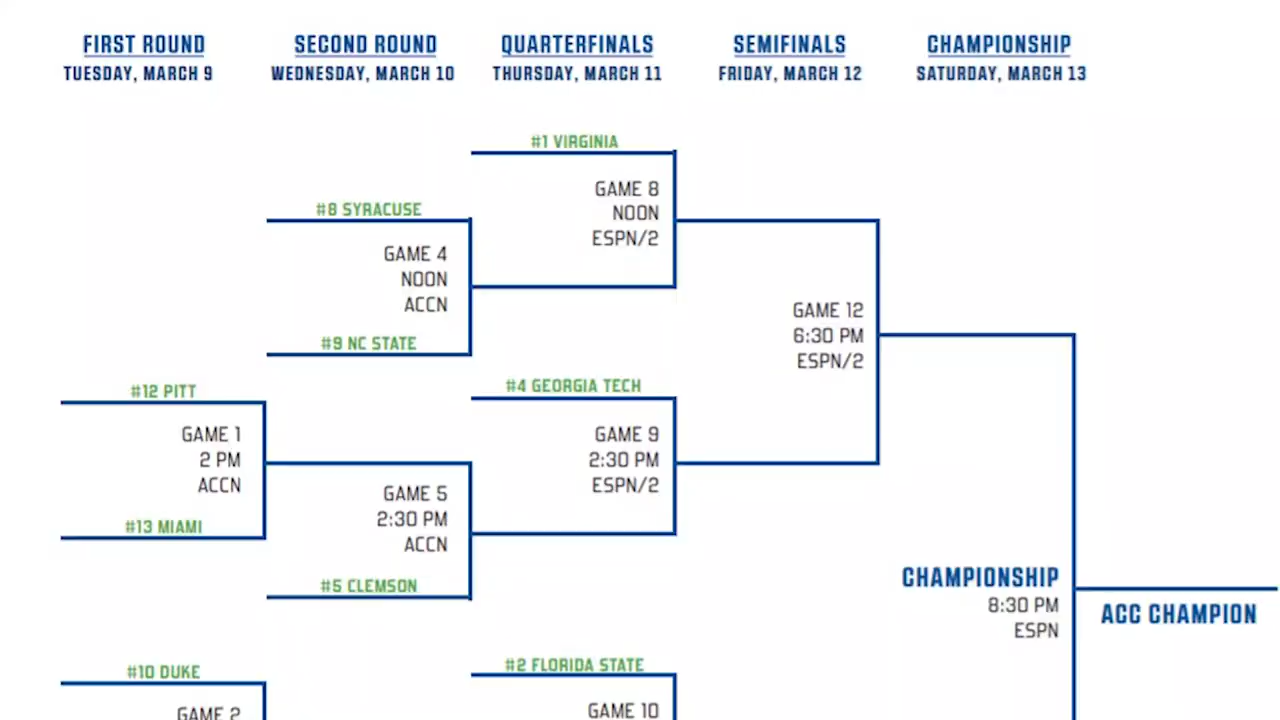 FIRST ROUND
TUESDAY, MARCH 9
SECOND ROUND
WEDNESDAY, MARCH 10
QUARTERFINALS
THURSDAY, MARCH 11
SEMIFINALS
FRIDAY, MARCH 12
CHAMPIONSHIP
SATURDAY, MARCH 13
#12 PITT
GAME 1
2 PM
ACCN
#13 MIAMI
#10 DUKE
GAME 2
#8 SYRACUSE
GAME 4
NOON
ACCN
#9 NC STATE
GAME 5
2:30 PM
ACCN
#5 CLEMSON
#1 VIRGINIA
GAME 8
NOON
ESPN/2
#4 GEORGIA TECH
GAME 9
2:30 PM
ESPN/2
#2 FLORIDA STATE
GAME 10
GAME 12
6:30 PM
ESPN/2
CHAMPIONSHIP
8:30 PM
ESPN
ACC CHAMPION